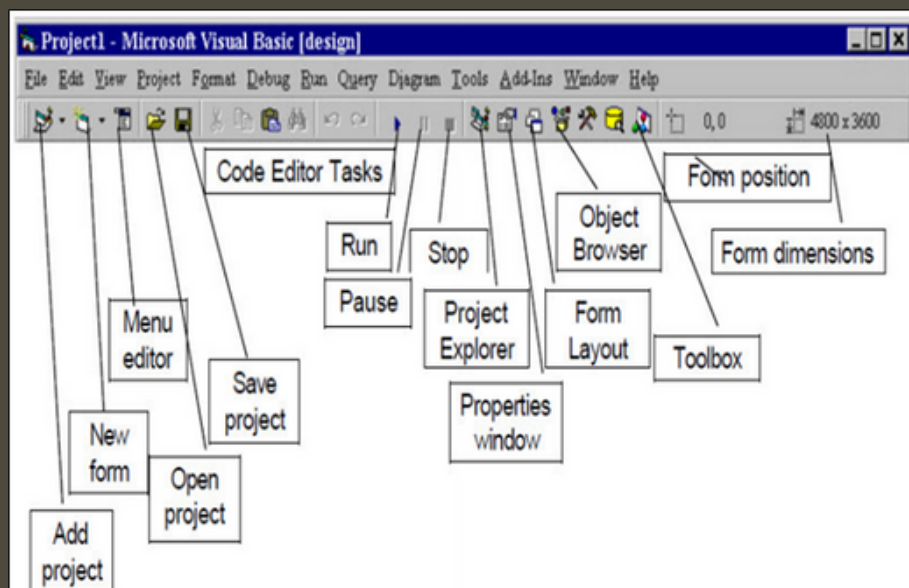 Project1 - Microsoft Visual Basic [design]
File Edit View Project Format Debug Run Query Diagram Tools Add-Ins Window Help
0, 0 4800 x 3600
Code Editor Tasks
Form position
Run
Stop
Object
Browser
Form dimensions
Pause
Menu
editor
Project
Explorer
Form
Layout
Toolbox
Save
project
Properties
window
New
form
Open
project
Add
project